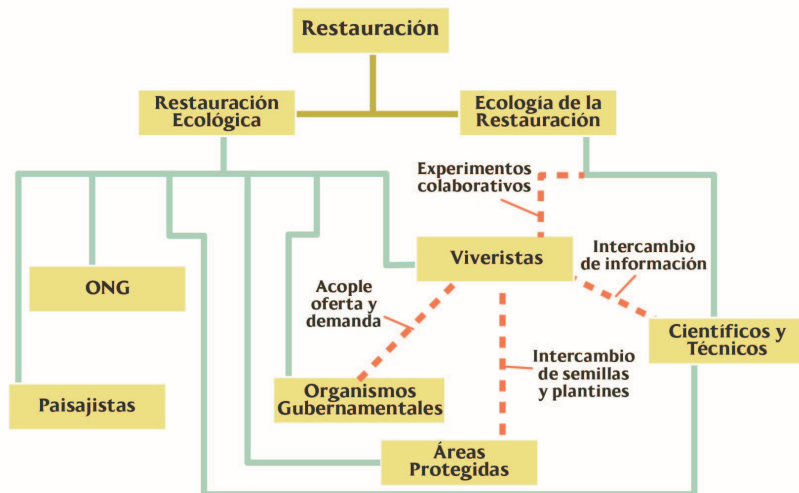 Restauración
Restauración
Ecológica
Ecología de la
Restauración
Experimentos
colaborativos
Viveristas
Intercambio
de información
ONG
Acople
oferta y
demanda
Científicos y
Técnicos
Intercambio
de semillas
y plantines
Paisajistas
Organismos
Gubernamentales
Áreas
Protegidas